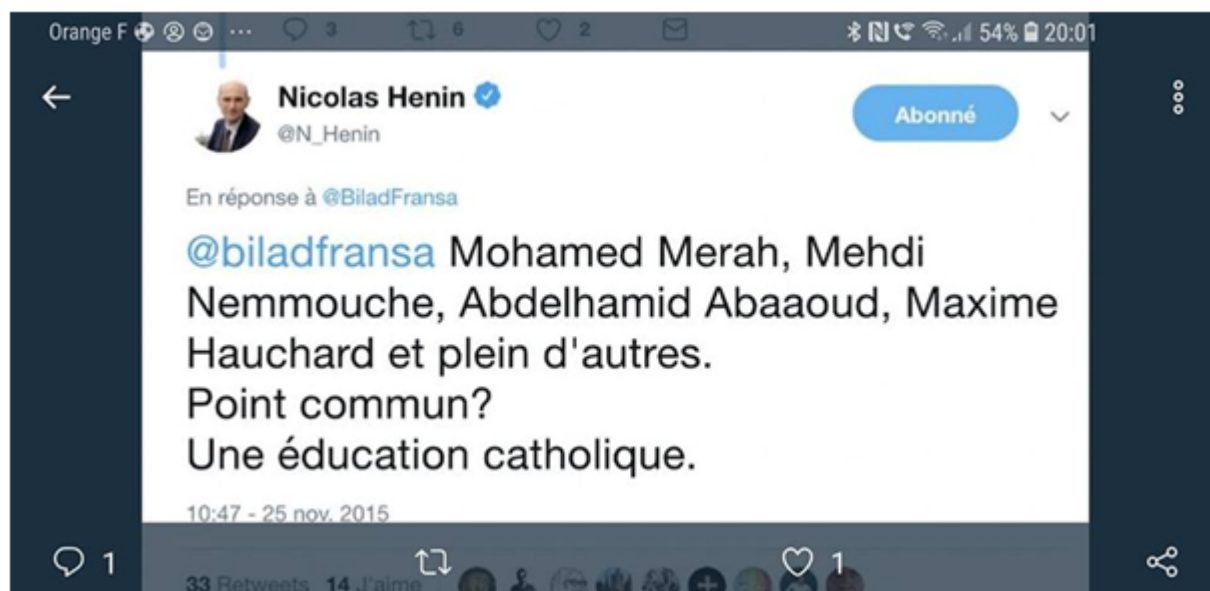 Orange F ... 3 6 2 54% 20:01
Nicolas Henin
Abonné
@N_Henin
En réponse à @BiladFransa
@biladfransa Mohamed Merah, Mehdi
Nemmouche, Abdelhamid Abaaoud, Maxime
Hauchard et plein d'autres.
Point commun?
Une éducation catholique.
10:47 - 25 nov. 2015
1 1
33 Retweets 14 J'aime